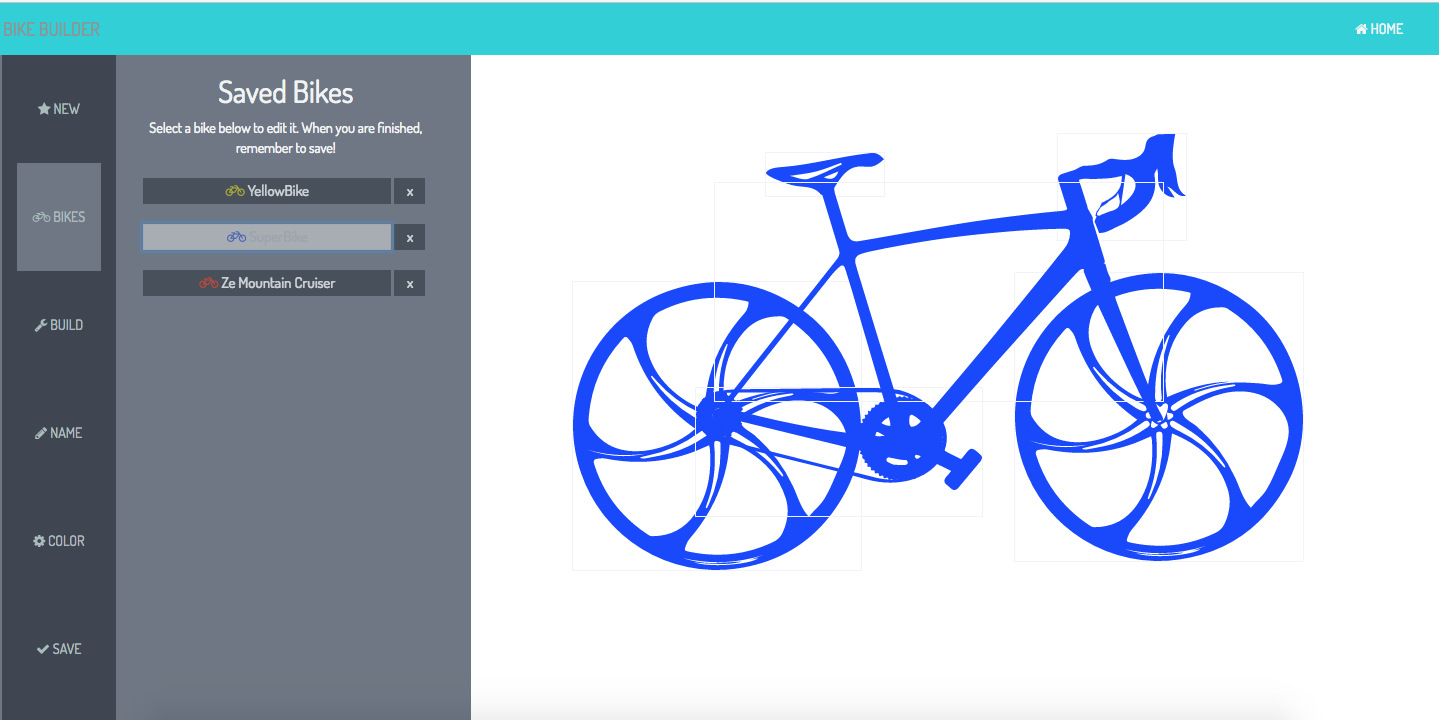 BIKE BUILDER
HOME
NEW
BIKES
BUILD
NAME
COLOR
SAVE
Saved Bikes
Select a bike below to edit it. When you are finished,
remember to save!
YellowBike x
SuperBike x
Ze Mountain Cruiser x